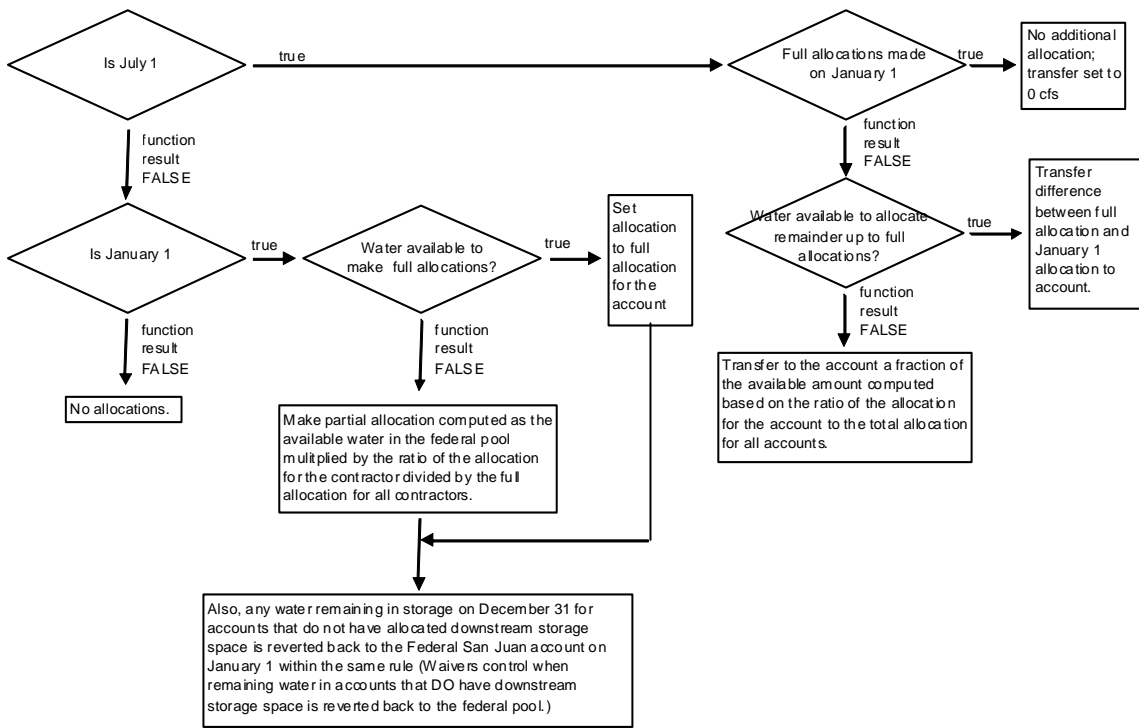 Is July 1
true
Full allocations made
on January 1
true
No additional
allocation;
transfer set to
0 cfs
function
result
FALSE
function
result
FALSE
Is January 1
true
Water available to
make full allocations?
true
Set
allocation
to full
allocation
for the
account
Water available to allocate
remainder up to full
allocations?
true
Transfer
difference
between full
allocation and
January 1
allocation to
account.
function
result
FALSE
function
result
FALSE
function
result
FALSE
No allocations.
Make partial allocation computed as the
available water in the federal pool
mulitplied by the ratio of the allocation
for the contractor divided by the full
allocation for all contractors.
Transfer to the account a fraction of
the available amount computed
based on the ratio of the allocation
for the account to the total allocation
for all accounts.
Also, any water remaining in storage on December 31 for
accounts that do not have allocated downstream storage
space is reverted back to the Federal San Juan account on
January 1 within the same rule (Waivers control when
remaining water in accounts that DO have downstream
storage space is reverted back to the federal pool.)